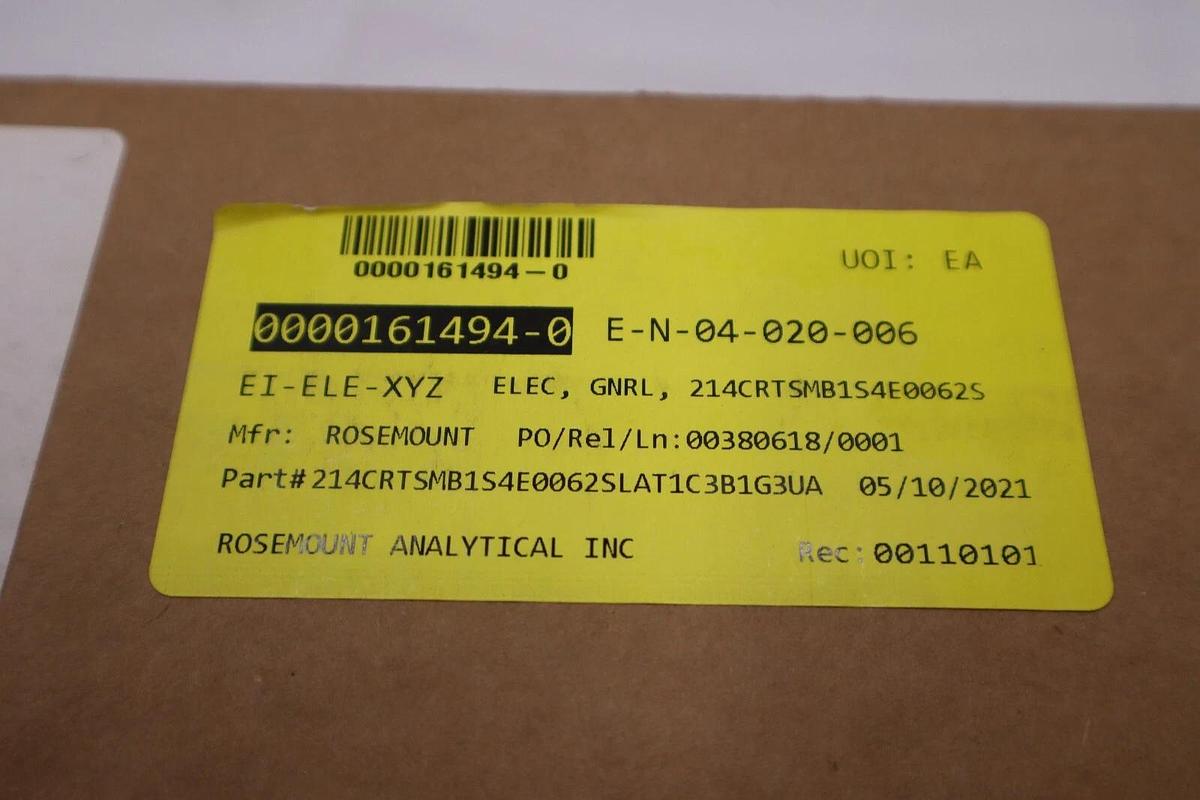 0000161494-0
UOI: EA
0000161494-0 E-N-04-020-006
EI-ELE-XYZ ELEC, GNRL, 214CRTSMB1S4E0062S
Mfr: ROSEMOUNT PO/Rel/Ln:00380618/0001
Part#214CRTSMB1S4E0062SLAT1C3B1G3UA 05/10/2021
ROSEMOUNT ANALYTICAL INC Rec:00110101